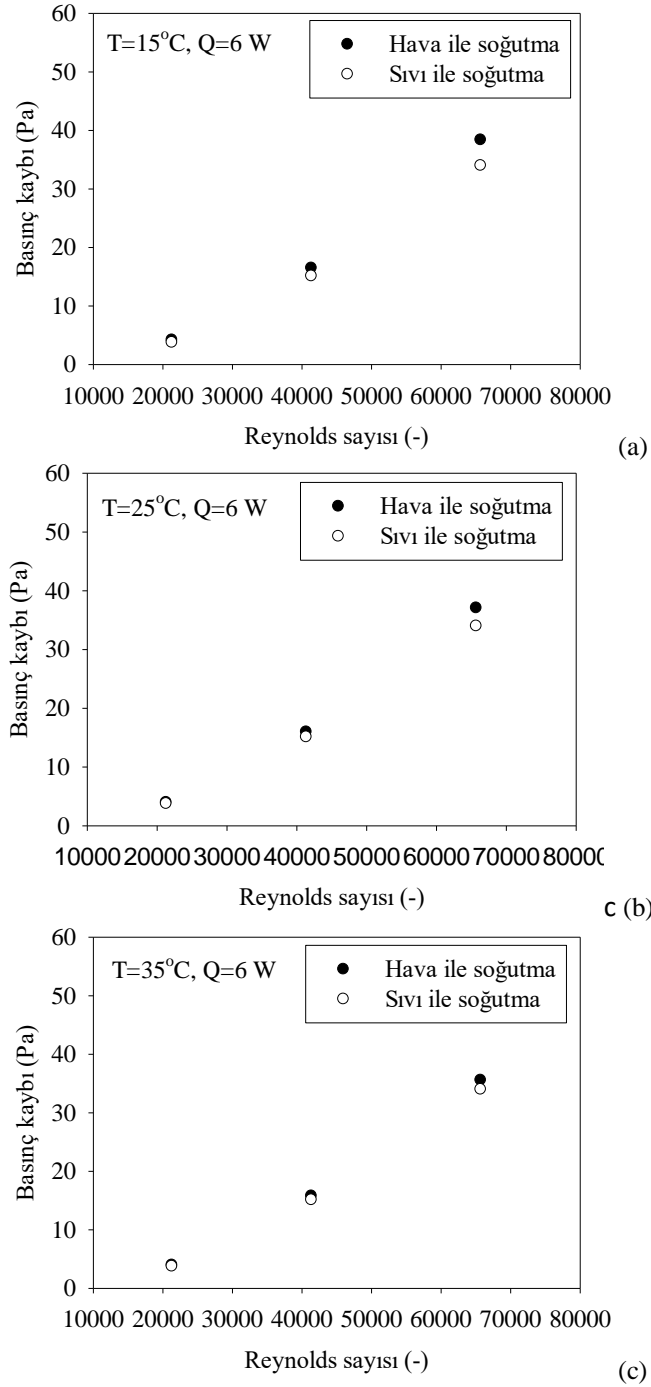 60
50
40
30
20
10
0
Basınç kaybı (Pa)
T=15°C, Q=6 W
Hava ile soğutma
Sıvı ile soğutma
10000 20000 30000 40000 50000 60000 70000 80000
Reynolds sayısı (-)
(a)
60
50
40
30
20
10
0
Basınç kaybı (Pa)
T=25°C, Q=6 W
Hava ile soğutma
Sıvı ile soğutma
10000 20000 30000 40000 50000 60000 70000 80000
Reynolds sayısı (-)
c (b)
60
50
40
30
20
10
0
Basınç kaybı (Pa)
T=35°C, Q=6 W
Hava ile soğutma
Sıvı ile soğutma
10000 20000 30000 40000 50000 60000 70000 80000
Reynolds sayısı (-)
(c)